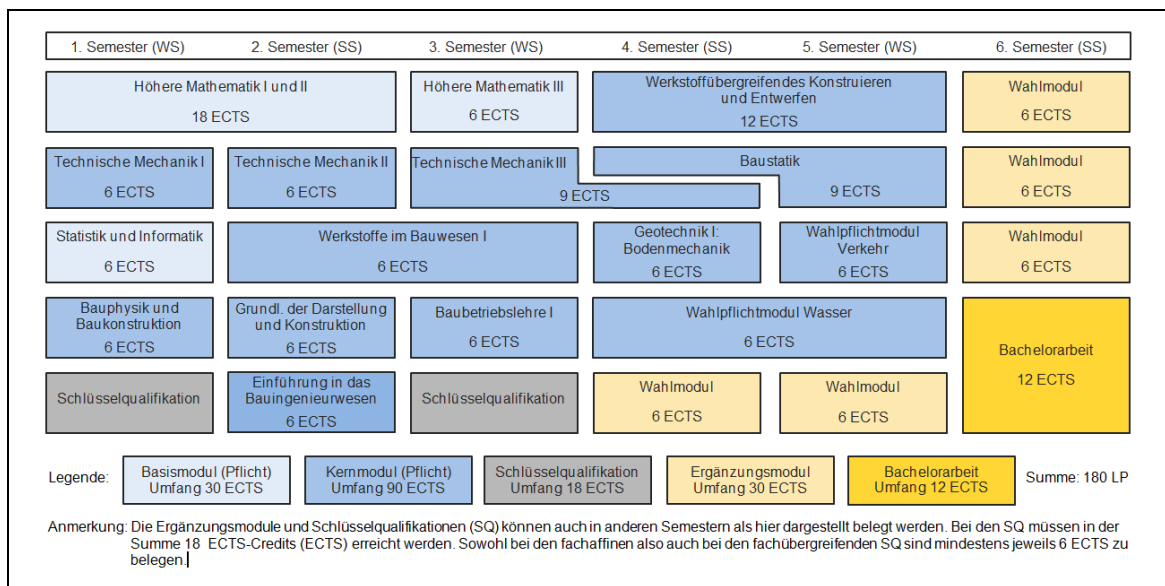 1. Semester (WS) 2. Semester (SS) 3. Semester (WS) 4. Semester (SS) 5. Semester (WS) 6. Semester (SS)
Höhere Mathematik I und II
18 ECTS
Höhere Mathematik III
6 ECTS
Werkstoffübergreifendes Konstruieren
und Entwerfen
12 ECTS
Wahlmodul
6 ECTS
Technische Mechanik I
6 ECTS
Technische Mechanik II
6 ECTS
Technische Mechanik III
9 ECTS
Baustatik
9 ECTS
Wahlmodul
6 ECTS
Statistik und Informatik
6 ECTS
Werkstoffe im Bauwesen I
6 ECTS
Geotechnik I:
Bodenmechanik
6 ECTS
Wahlpflichtmodul
Verkehr
6 ECTS
Wahlmodul
6 ECTS
Bauphysik und
Baukonstruktion
6 ECTS
Grundl. der Darstellung
und Konstruktion
6 ECTS
Baubetriebslehre I
6 ECTS
Wahlpflichtmodul Wasser
6 ECTS
Bachelorarbeit
12 ECTS
Schlüsselqualifikation
Einführung in das
Bauingenieurwesen
6 ECTS
Schlüsselqualifikation
Wahlmodul
6 ECTS
Wahlmodul
6 ECTS
Legende:
Basismodul (Pflicht)
Umfang 30 ECTS
Kernmodul (Pflicht)
Umfang 90 ECTS
Schlüsselqualifikation
Umfang 18 ECTS
Ergänzungsmodul
Umfang 30 ECTS
Bachelorarbeit
Umfang 12 ECTS
Summe: 180 LP
Anmerkung: Die Ergänzungsmodule und Schlüsselqualifikationen (SQ) können auch in anderen Semestern als hier dargestellt belegt werden. Bei den SQ müssen in der
Summe 18 ECTS-Credits (ECTS) erreicht werden. Sowohl bei den fachaffinen also auch bei den fachübergreifenden SQ sind mindestens jeweils 6 ECTS zu
belegen.